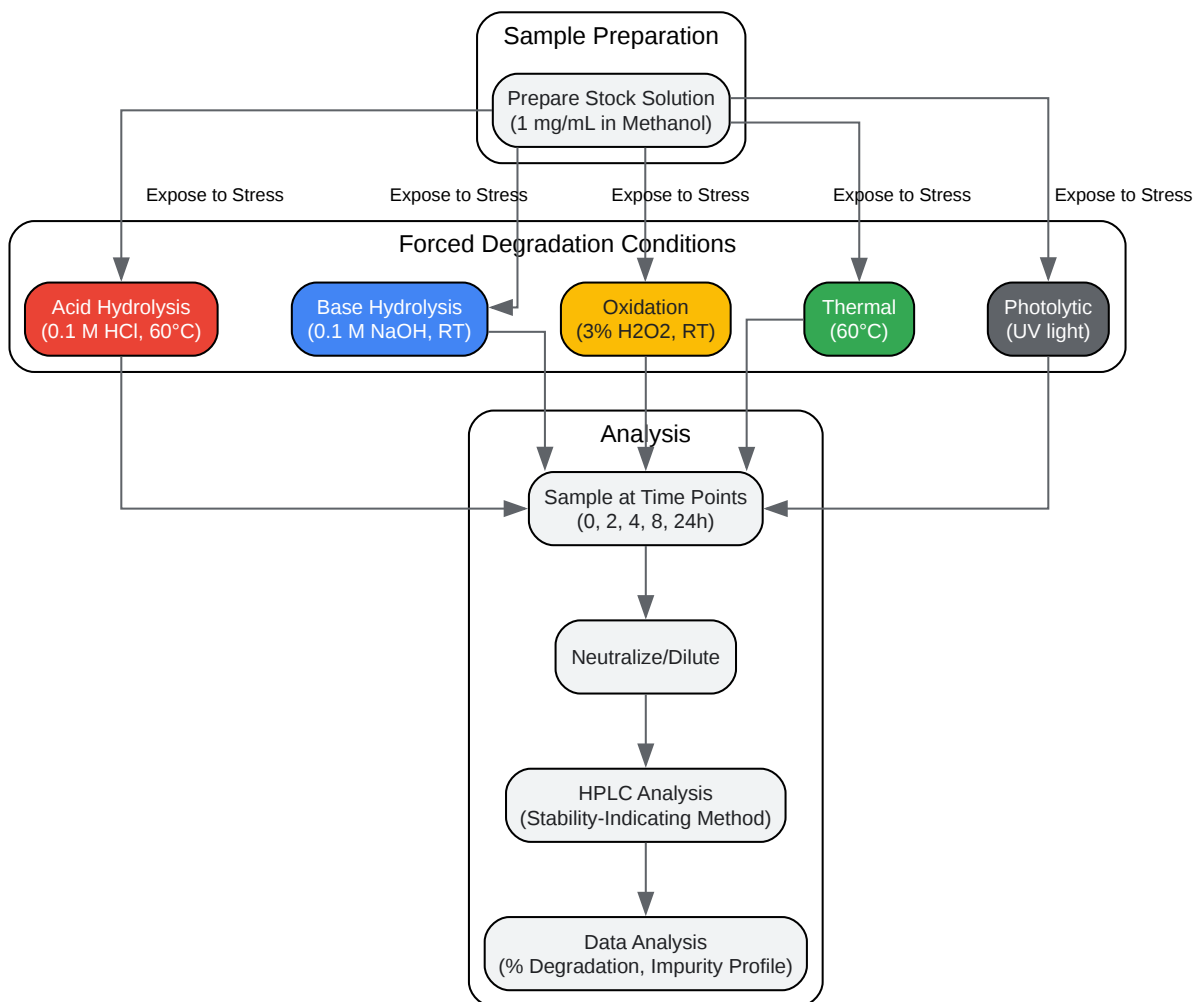 Sample Preparation
Prepare Stock Solution
(1 mg/mL in Methanol)
Expose to Stress
Expose to Stress
Expose to Stress
Expose to Stress
Expose to Stress
Forced Degradation Conditions
Acid Hydrolysis
(0.1 M HCl, 60°C)
Base Hydrolysis
(0.1 M NaOH, RT)
Oxidation
(3% H2O2, RT)
Thermal
(60°C)
Photolytic
(UV light)
Analysis
Sample at Time Points
(0, 2, 4, 8, 24h)
Neutralize/Dilute
HPLC Analysis
(Stability-Indicating Method)
Data Analysis
(% Degradation, Impurity Profile)